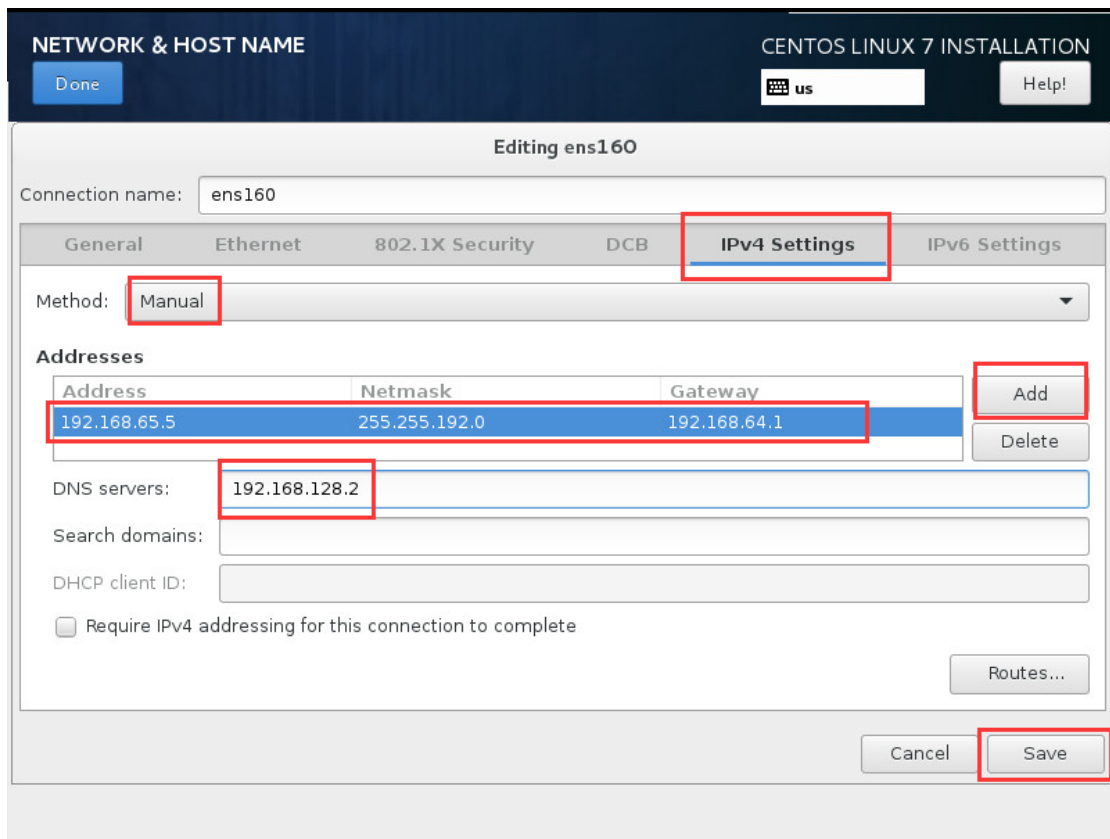 NETWORK & HOST NAME
CENTOS LINUX 7 INSTALLATION
Done
us
Help!
Editing ens160
Connection name: ens160
General Ethernet 802.1X Security DCB IPv4 Settings IPv6 Settings
Method: Manual
Addresses
Address Netmask Gateway
Add
192.168.65.5 255.255.192.0 192.168.64.1
Delete
DNS servers: 192.168.128.2
Search domains:
DHCP client ID:
Require IPv4 addressing for this connection to complete
Routes...
Cancel Save